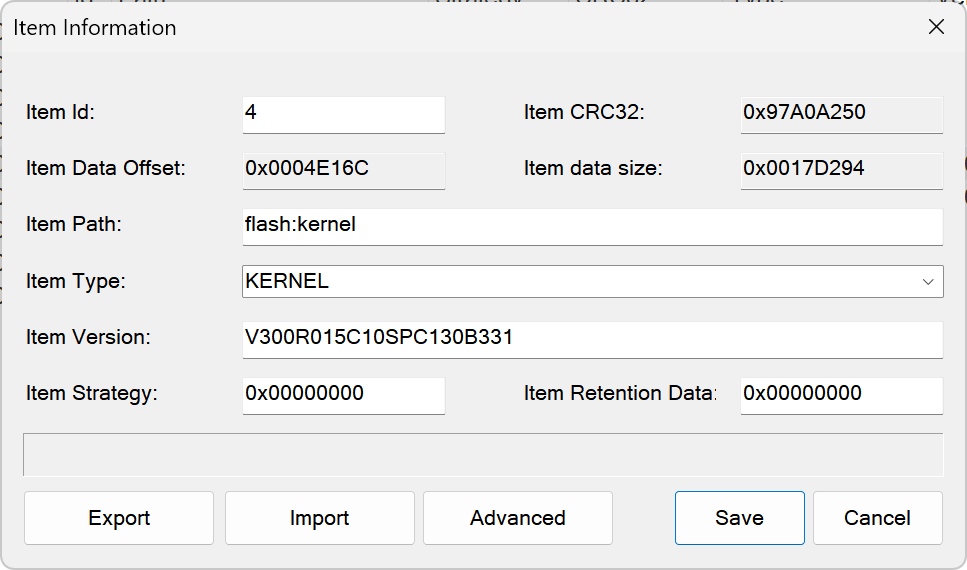 Item Information
Item Id: 4 Item CRC32: 0x97A0A250
Item Data Offset: 0x0004E16C Item data size: 0x0017D294
Item Path: flash:kernel
Item Type: KERNEL
Item Version: V300R015C10SPC130B331
Item Strategy: 0x00000000 Item Retention Data: 0x00000000
Export Import Advanced Save Cancel